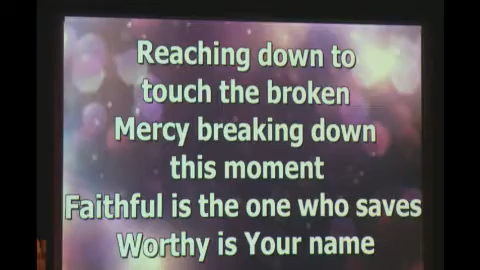 Reaching down to
touch the broken
Mercy breaking down
this moment
Faithful is the one who saves
Worthy is Your name